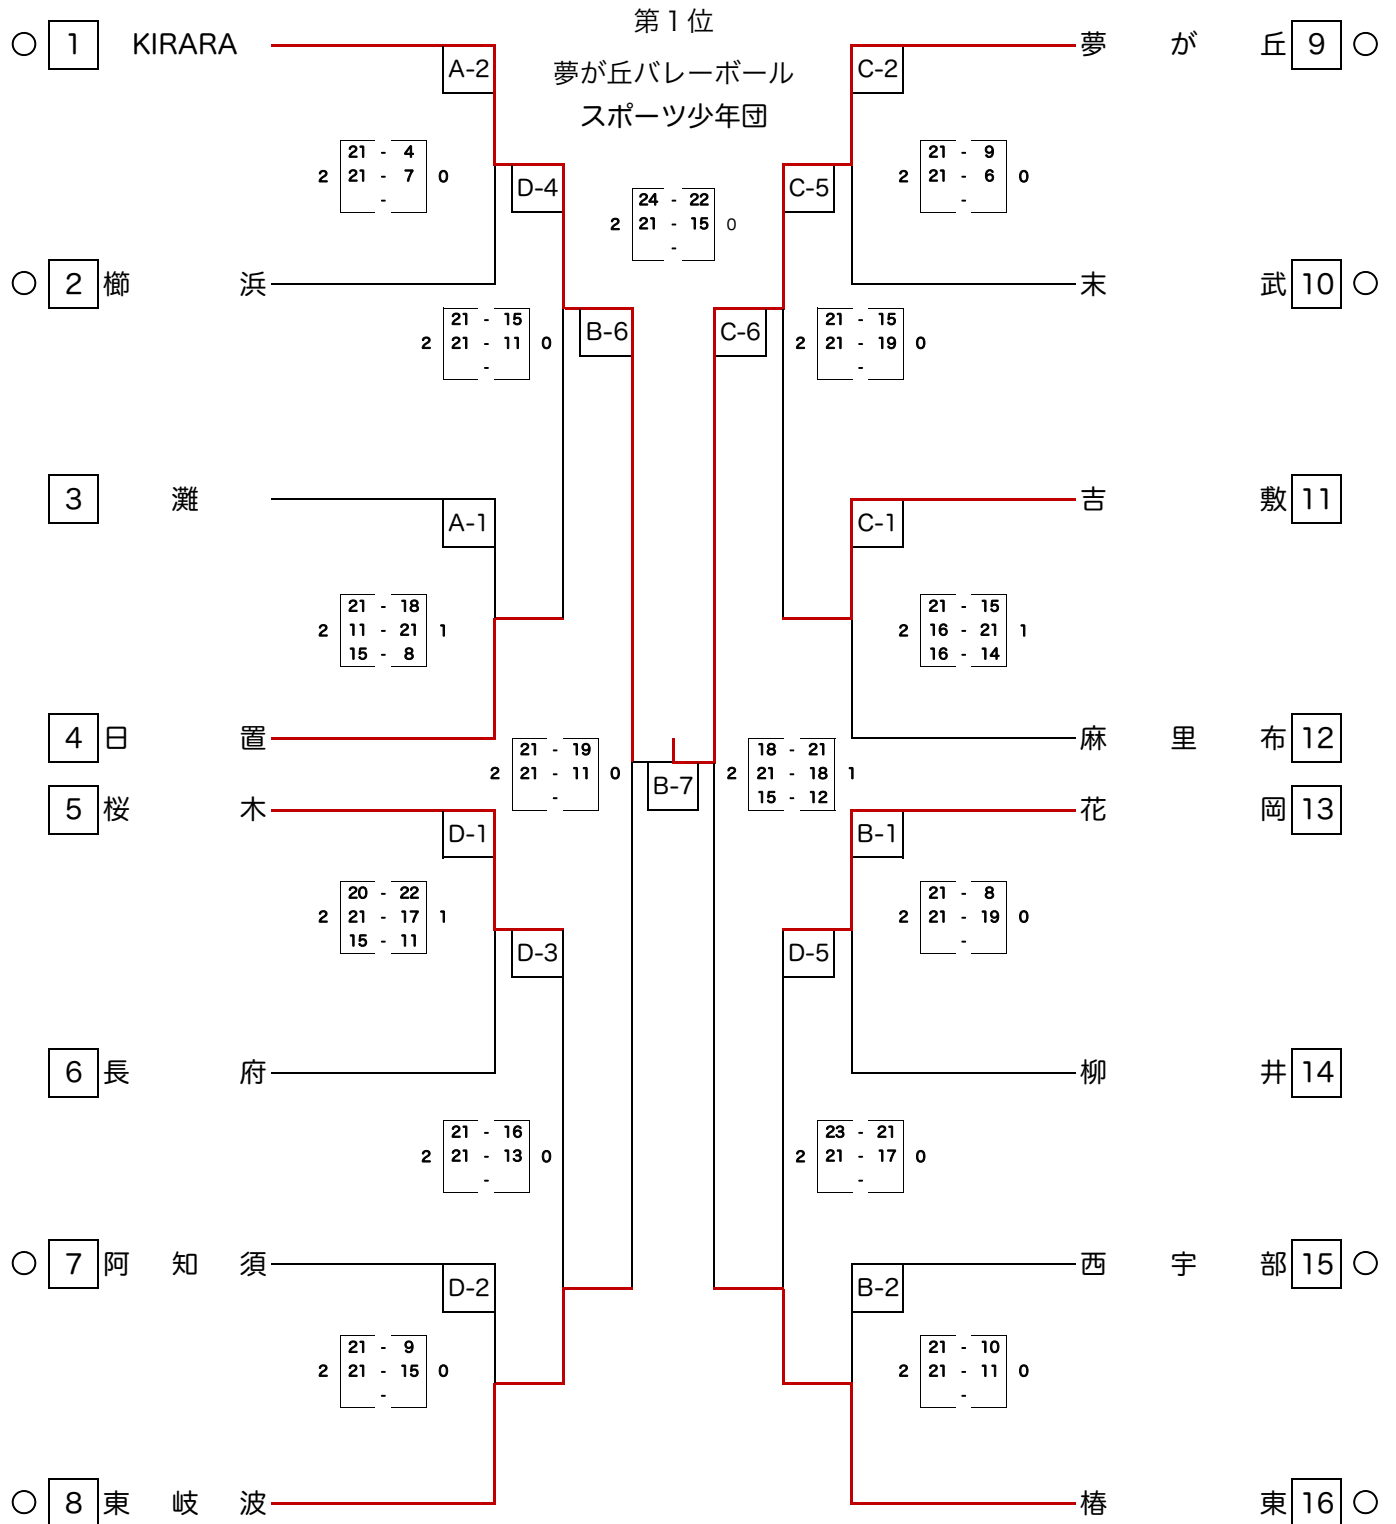 第１位
○ 1 KIRARA
夢が丘 9 ○
A-2
夢が丘バレーボール
C-2
スポーツ少年団
21 - 4
2 21 - 7 0
-
21 - 9
2 21 - 6 0
-
D-4
C-5
24 - 22
2 21 - 15 0
-
○ 2 櫛浜
末武 10 ○
21 - 15
2 21 - 11 0
-
B-6
C-6
21 - 15
2 21 - 19 0
-
3 灘
吉敷 11
A-1
C-1
21 - 18
2 11 - 21 1
15 - 8
21 - 15
2 16 - 21 1
16 - 14
4 日置
麻里布 12
21 - 19
2 21 - 11 0
-
B-7
18 - 21
2 21 - 18 1
15 - 12
5 桜木
花岡 13
D-1
B-1
20 - 22
2 21 - 17 1
15 - 11
21 - 8
2 21 - 19 0
-
D-3
D-5
6 長府
柳井 14
21 - 16
2 21 - 13 0
-
23 - 21
2 21 - 17 0
-
○ 7 阿知須
西宇部 15 ○
D-2
B-2
21 - 9
2 21 - 15 0
-
21 - 10
2 21 - 11 0
-
○ 8 東岐波
椿東 16 ○